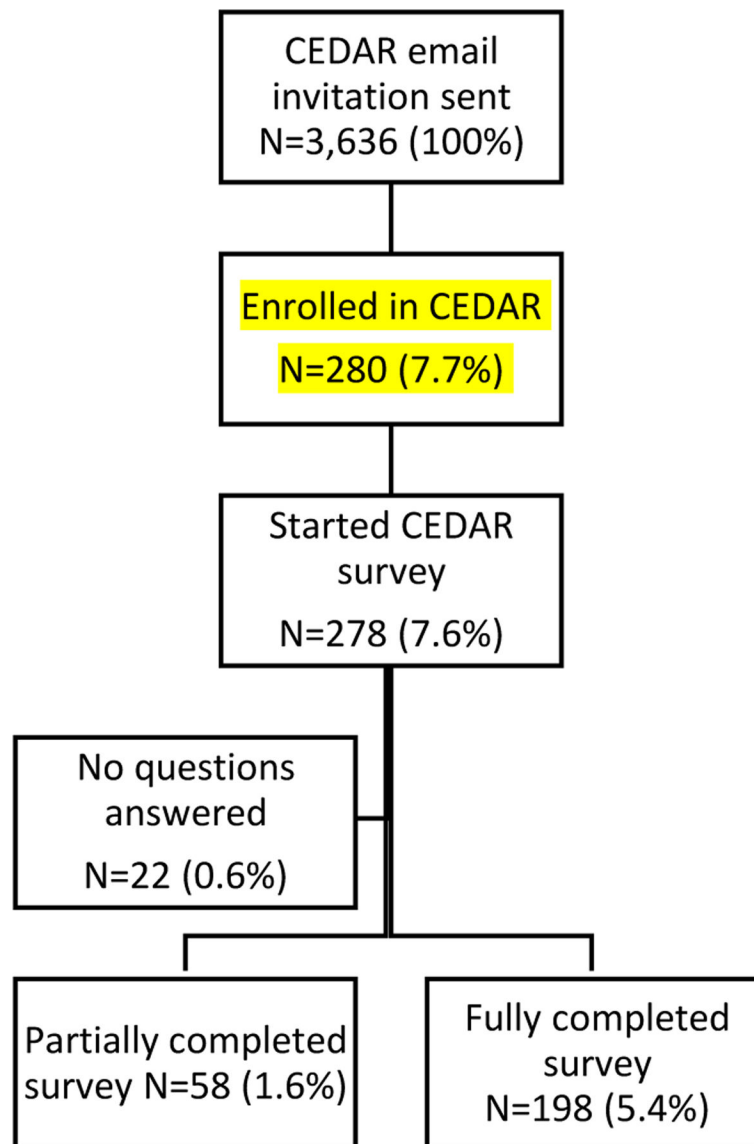 CEDAR email
invitation sent
N=3,636 (100%)
Enrolled in CEDAR
N=280 (7.7%)
Started CEDAR
survey
N=278 (7.6%)
No questions
answered
N=22 (0.6%)
Partially completed
survey N=58 (1.6%)
Fully completed
survey
N=198 (5.4%)